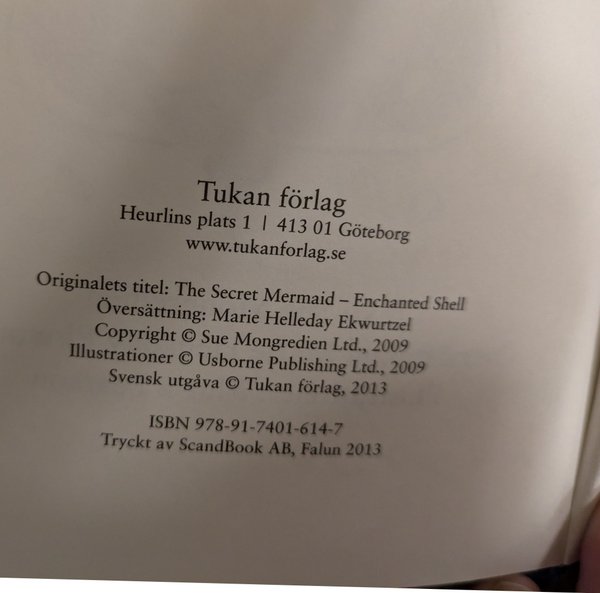 Tukan förlag
Heurlins plats 1 | 413 01 Göteborg
www.tukanforlag.se
Originalets titel: The Secret Mermaid – Enchanted Shell
Översättning: Marie Helleday Ekwurtzel
Copyright © Sue Mongredien Ltd., 2009
Illustrationer © Usborne Publishing Ltd., 2009
Svensk utgåva © Tukan förlag, 2013
ISBN 978-91-7401-614-7
Tryckt av ScandBook AB, Falun 2013